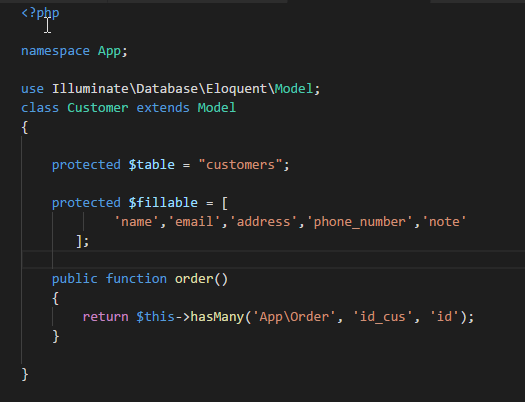 <?php
namespace App;
use Illuminate\Database\Eloquent\Model;
class Customer extends Model
{
protected $table = "customers";
protected $fillable = [
'name','email','address','phone_number','note'
];
public function order()
{
return $this->hasMany('App\Order', 'id_cus', 'id');
}
}